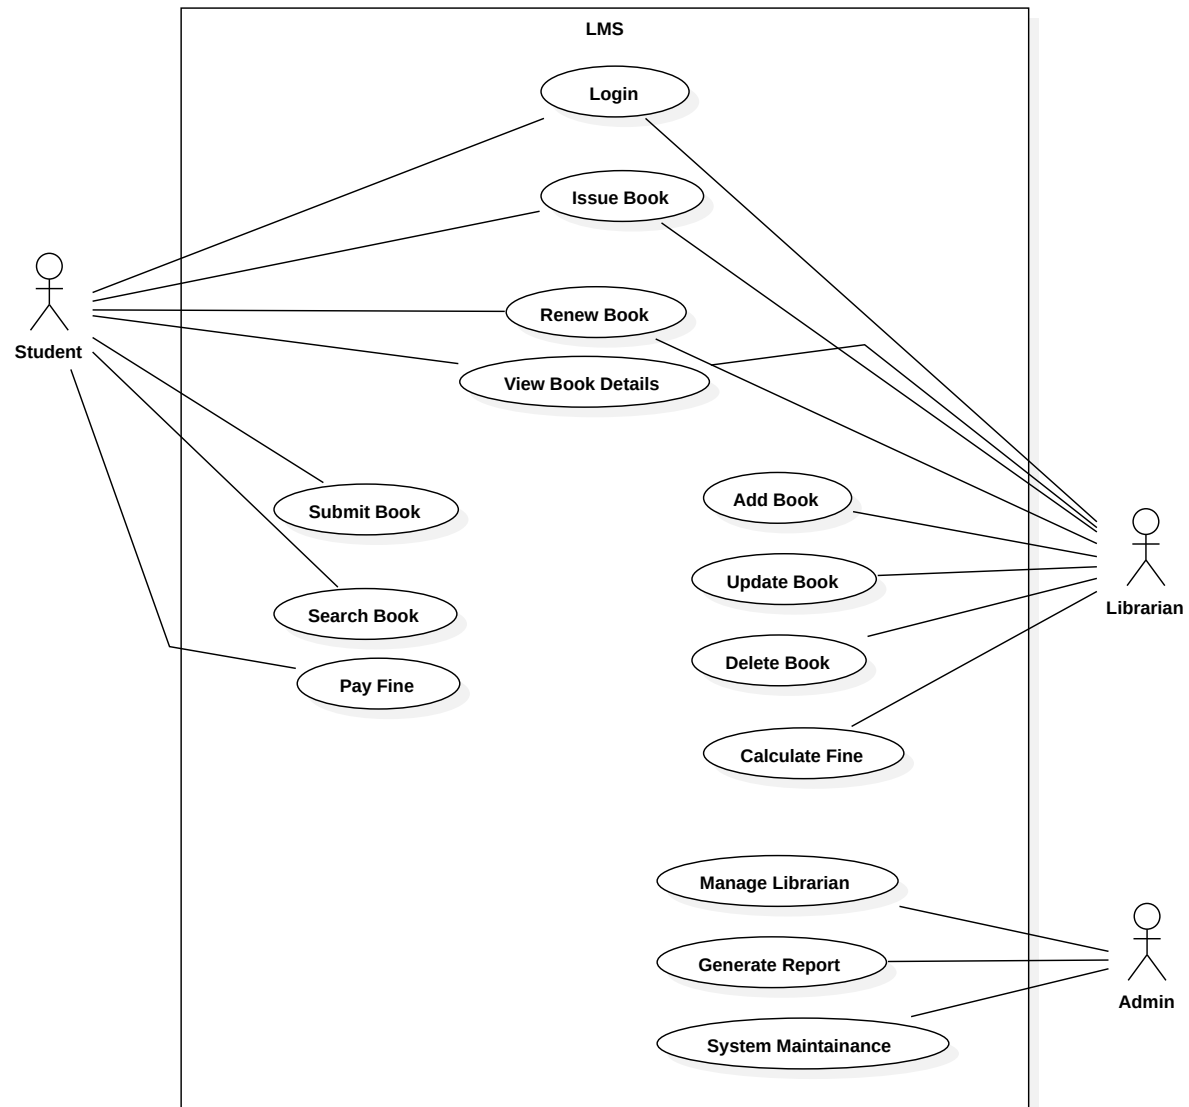 LMS
Login
Issue Book
Renew Book
Student
View Book Details
Add Book
Submit Book
Update Book
Librarian
Search Book
Delete Book
Pay Fine
Calculate Fine
Manage Librarian
Generate Report
Admin
System Maintainance